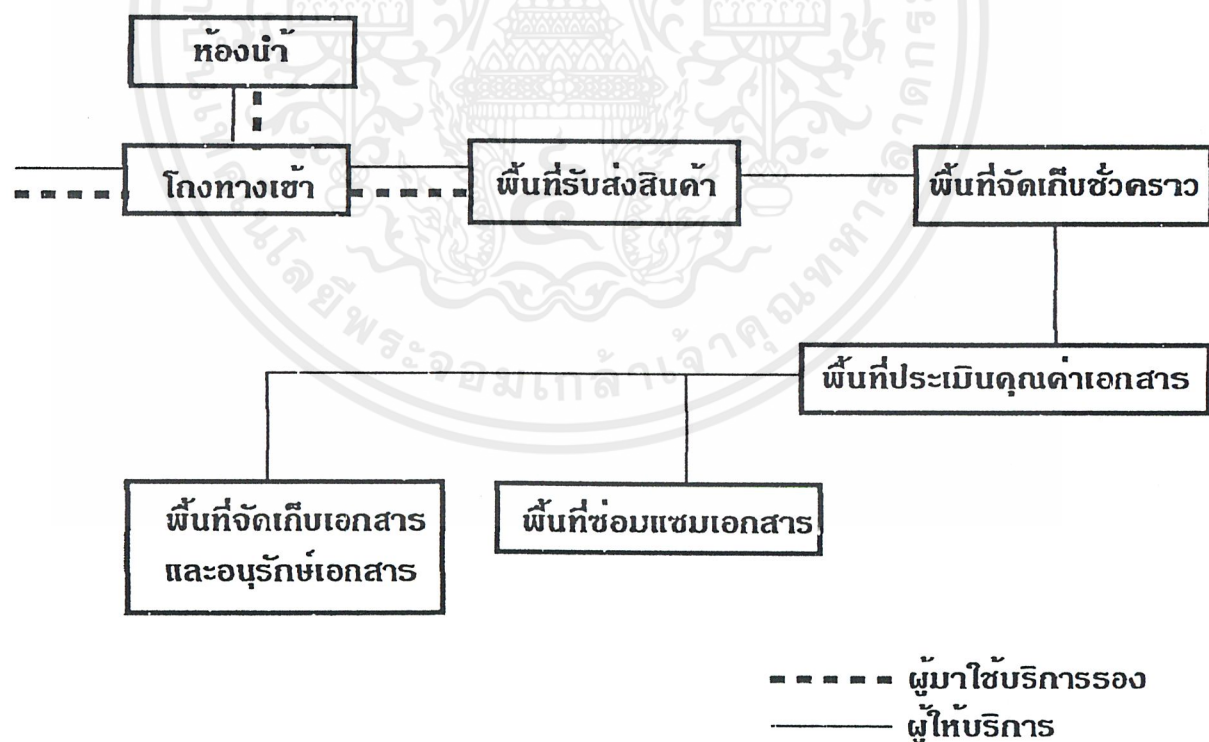 ห้องน้ำ
โถงทางเข้า
พื้นที่รับส่งสินค้า
พื้นที่จัดเก็บชั่วคราว
พื้นที่ประเมินคุณค่าเอกสาร
พื้นที่จัดเก็บเอกสาร
และอนุรักษ์เอกสาร
พื้นที่ซ่อมแซมเอกสาร
ผู้มาใช้บริการรอง
ผู้ให้บริการ